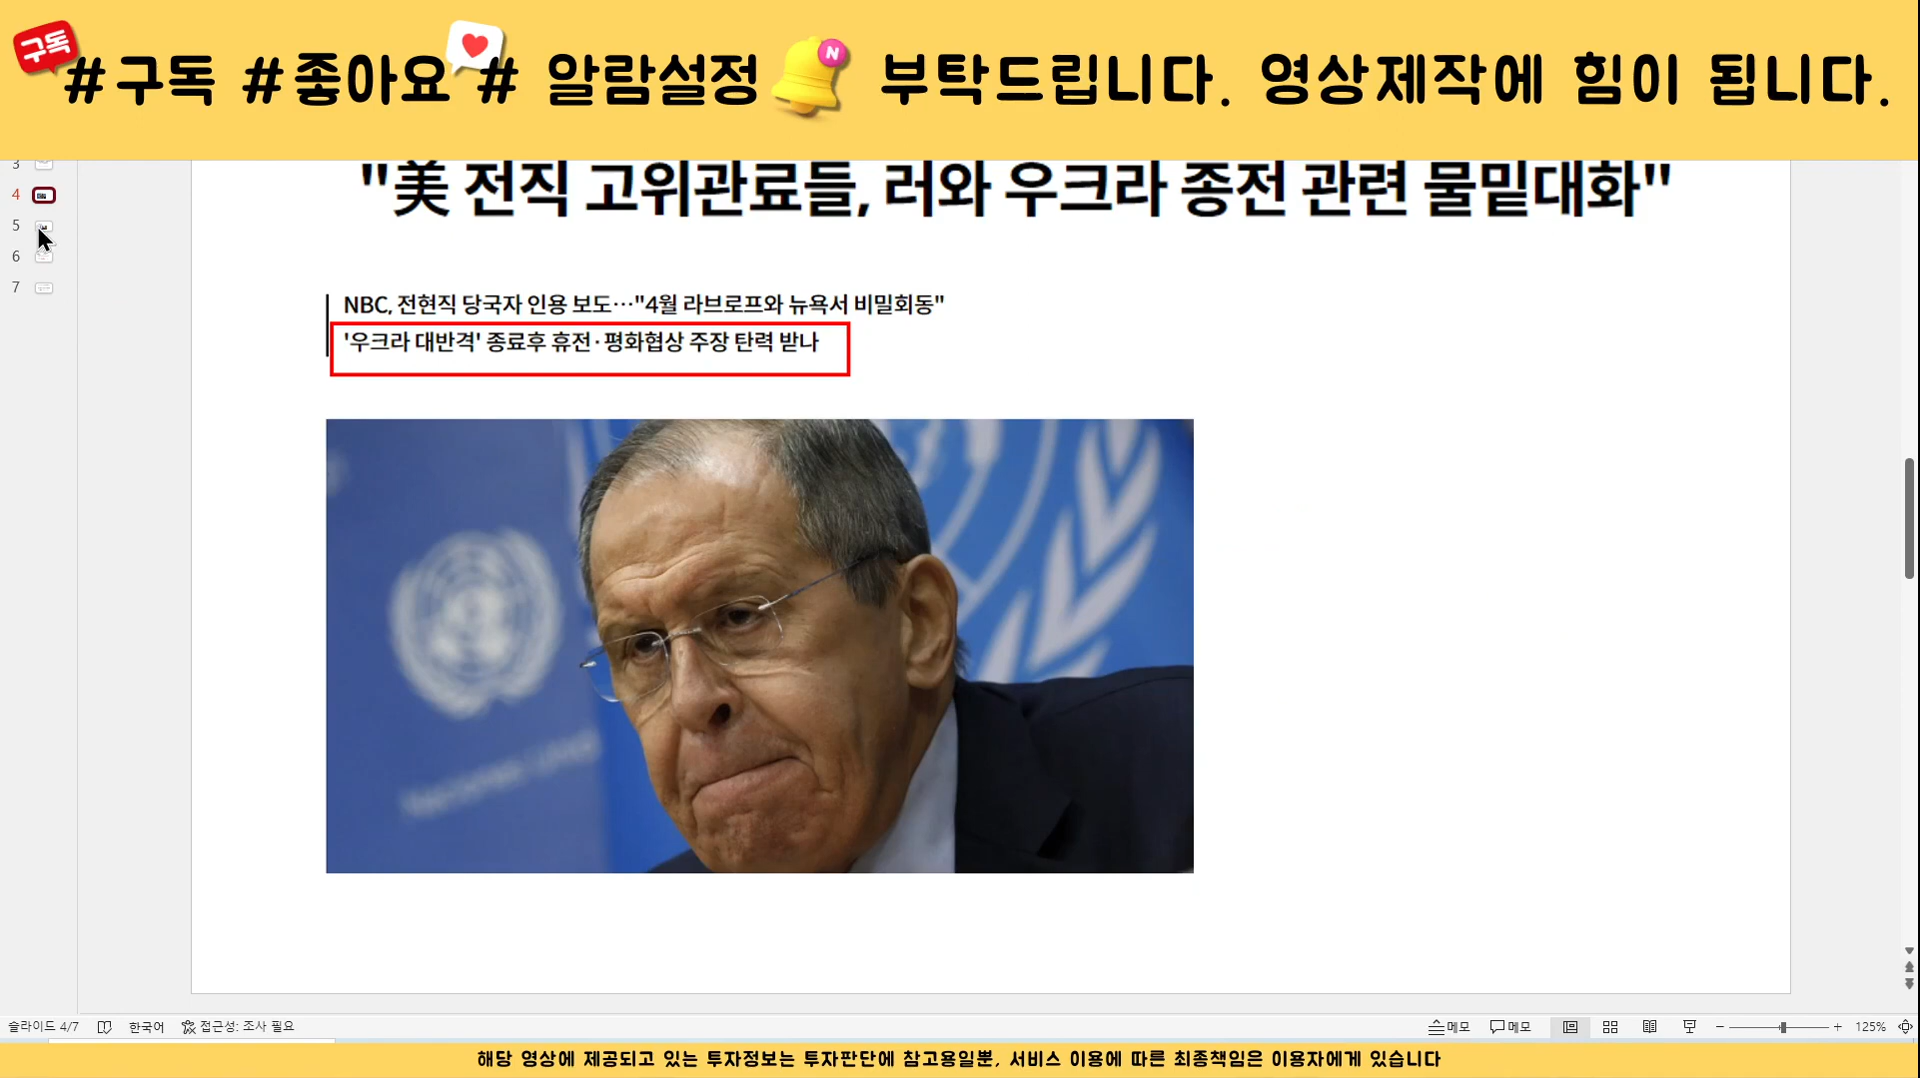 구독
#구독 #좋아요 # 알람설정 부탁드립니다. 영상제작에 힘이 됩니다.
N
3
4
5
6
7
"美 전직 고위관료들, 러와 우크라 종전 관련 물밑대화"
NBC, 전현직 당국자 인용 보도…"4월 라브로프와 뉴욕서 비밀회동"
'우크라 대반격' 종료후 휴전·평화협상 주장 탄력 받나
슬라이드 4/7 한국어 접근성: 조사 필요 메모 메모 125%
해당 영상에 제공되고 있는 투자정보는 투자판단에 참고용일뿐, 서비스 이용에 따른 최종책임은 이용자에게 있습니다